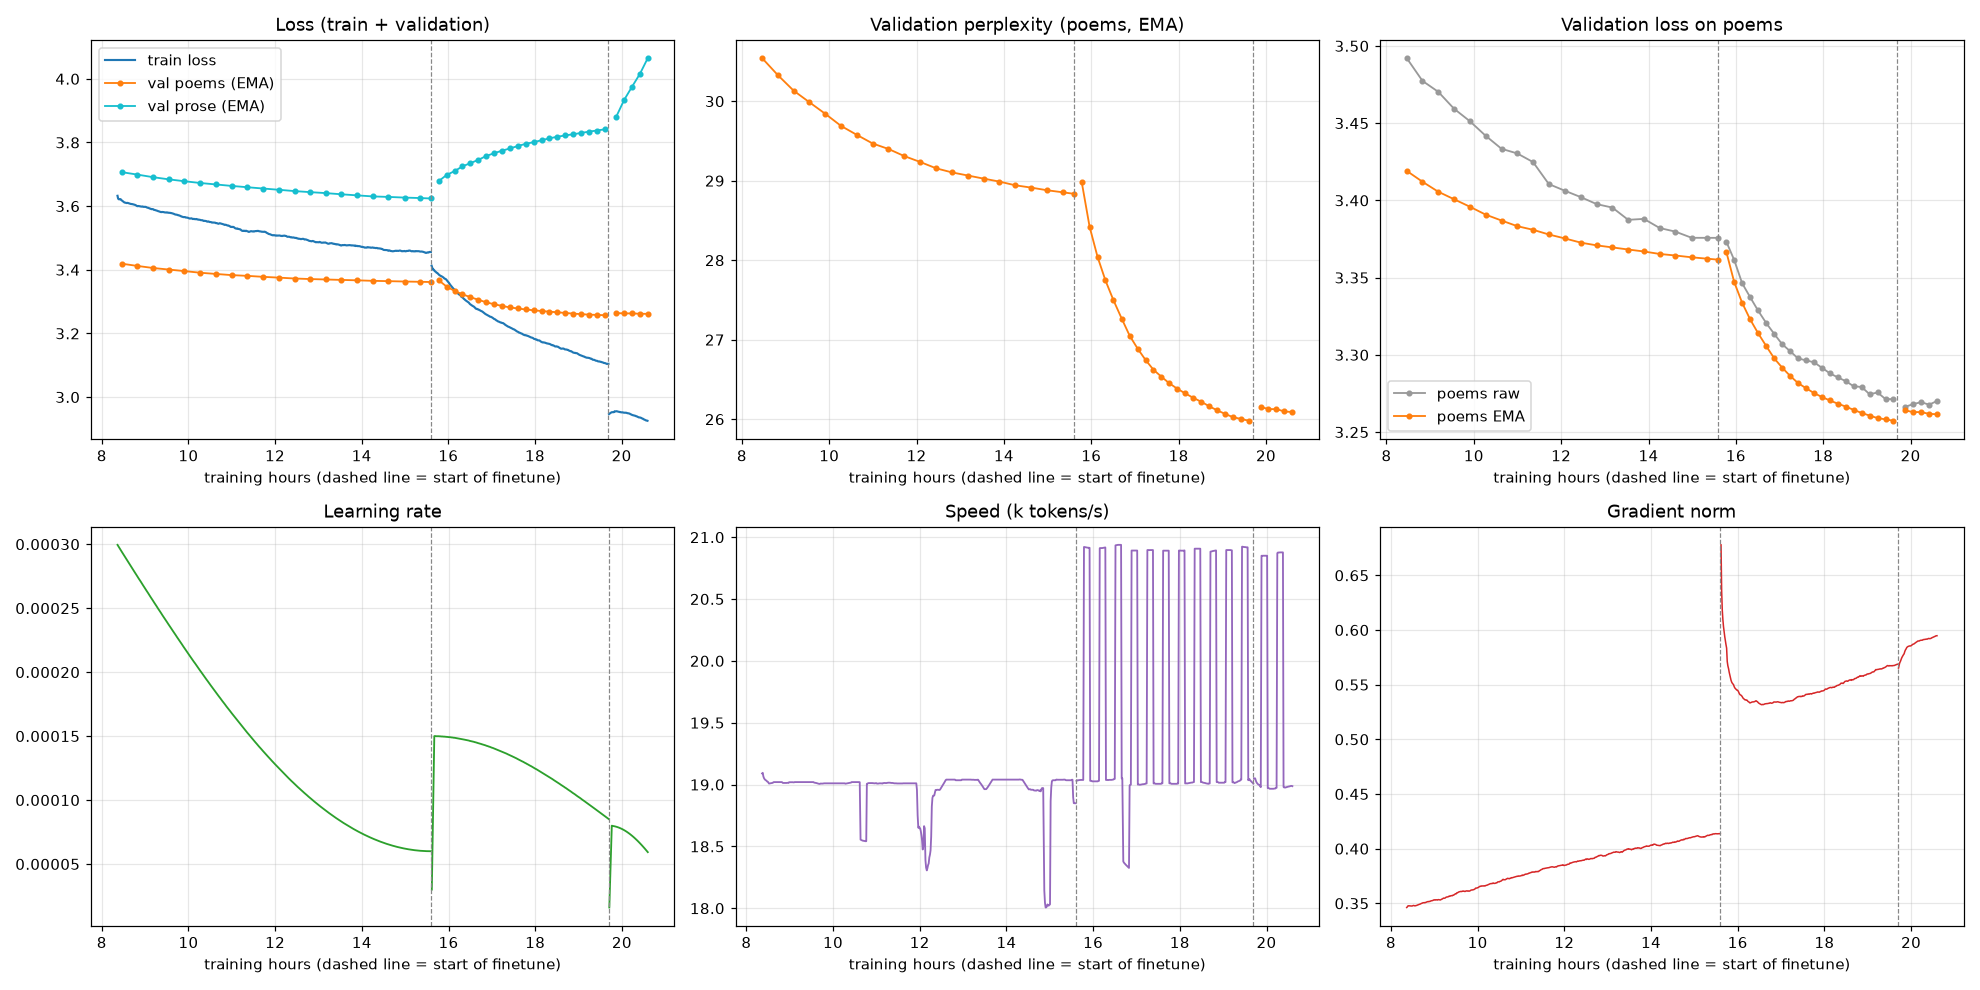 Loss (train + validation)
train loss
val poems (EMA)
val prose (EMA)
4.0
3.8
3.6
3.4
3.2
3.0
8 10 12 14 16 18 20
training hours (dashed line = start of finetune)
Validation perplexity (poems, EMA)
30
29
28
27
26
8 10 12 14 16 18 20
training hours (dashed line = start of finetune)
Validation loss on poems
3.50
3.45
3.40
3.35
3.30
3.25
poems raw
poems EMA
8 10 12 14 16 18 20
training hours (dashed line = start of finetune)
Learning rate
0.00030
0.00025
0.00020
0.00015
0.00010
0.00005
8 10 12 14 16 18 20
training hours (dashed line = start of finetune)
Speed (k tokens/s)
21.0
20.5
20.0
19.5
19.0
18.5
18.0
8 10 12 14 16 18 20
training hours (dashed line = start of finetune)
Gradient norm
0.65
0.60
0.55
0.50
0.45
0.40
0.35
8 10 12 14 16 18 20
training hours (dashed line = start of finetune)